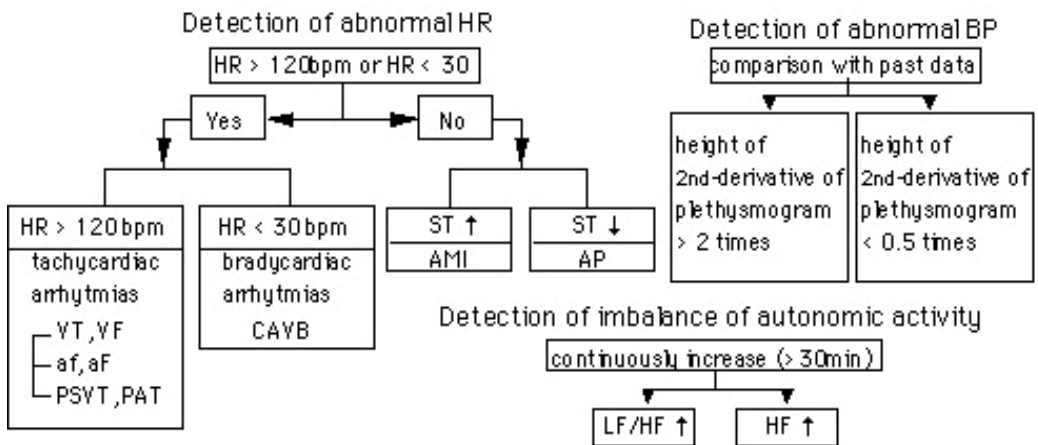 Detection of abnormal HR
HR > 120bpm or HR < 30
Yes
No
HR > 120bpm
tachycardiac
arrhytmias
VT,VF
af,aF
PSVT,PAT
HR < 30bpm
bradycardiac
arrhytmias
CAVB
ST ↑
AMI
ST ↓
AP
Detection of abnormal BP
comparison with past data
height of
2nd-derivative of
plethysmogram
> 2 times
height of
2nd-derivative of
plethysmogram
< 0.5 times
Detection of imbalance of autonomic activity
continuously increase (> 30min)
LF/HF ↑
HF ↑